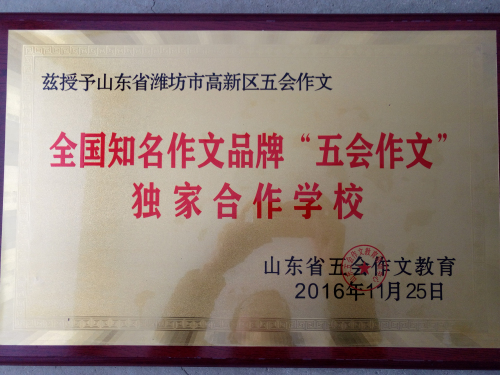 兹授予山东省潍坊市高新区五会作文
全国知名作文品牌“五会作文”
独家合作学校
山东省五会作文教育
2016年11月25日